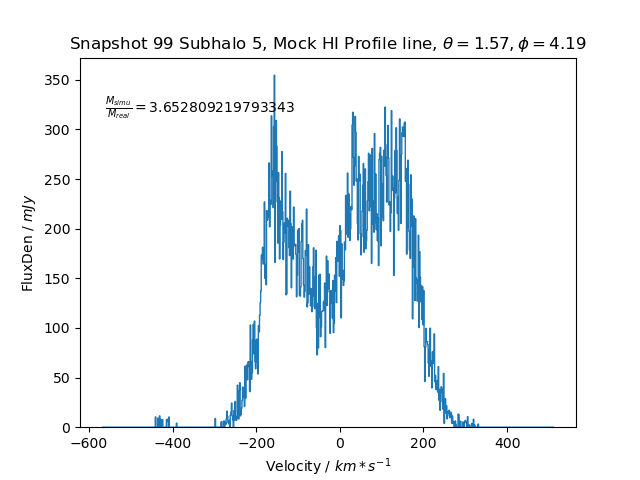 Snapshot 99 Subhalo 5, Mock HI Profile line, θ = 1.57, ϕ = 4.19
M_simu/M_real = 3.652809219793343
FluxDen / mJy
350
300
250
200
150
100
50
0
−600 −400 −200 0 200 400
Velocity / km * s⁻¹